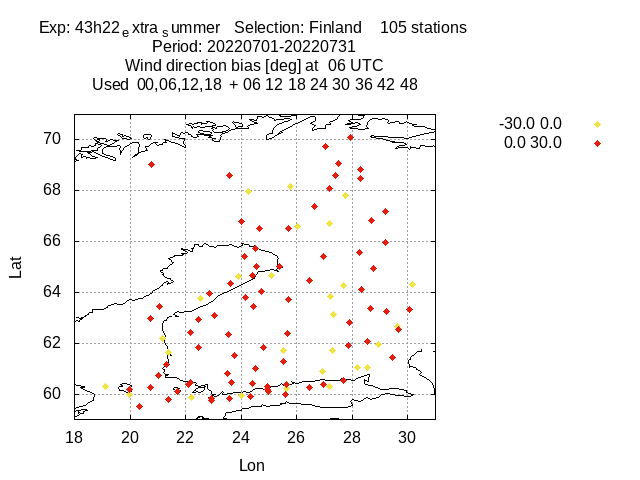 Exp: 43h22 e xtra s ummer   Selection: Finland    105 stations
Period: 20220701-20220731
Wind direction bias [deg] at  06 UTC
Used  00,06,12,18  + 06 12 18 24 30 36 42 48
-30.0 0.0
0.0 30.0
70
68
66
64
62
60
Lat
18 20 22 24 26 28 30
Lon